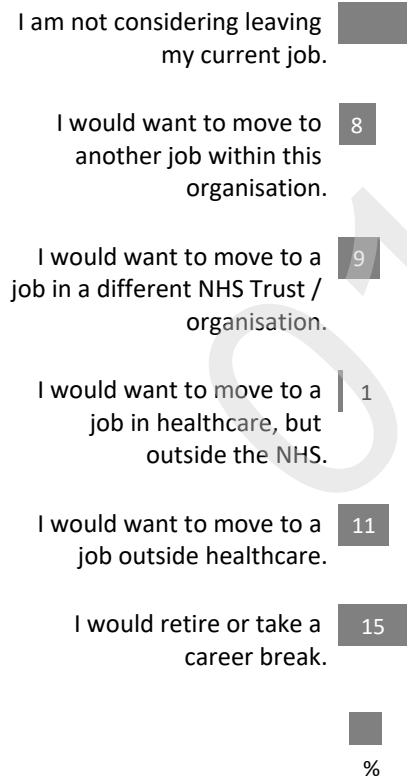 I am not considering leaving
my current job.
I would want to move to
another job within this
organisation.
8
I would want to move to a
job in a different NHS Trust /
organisation.
9
I would want to move to a
job in healthcare, but
outside the NHS.
1
I would want to move to a
job outside healthcare.
11
I would retire or take a
career break.
15
%